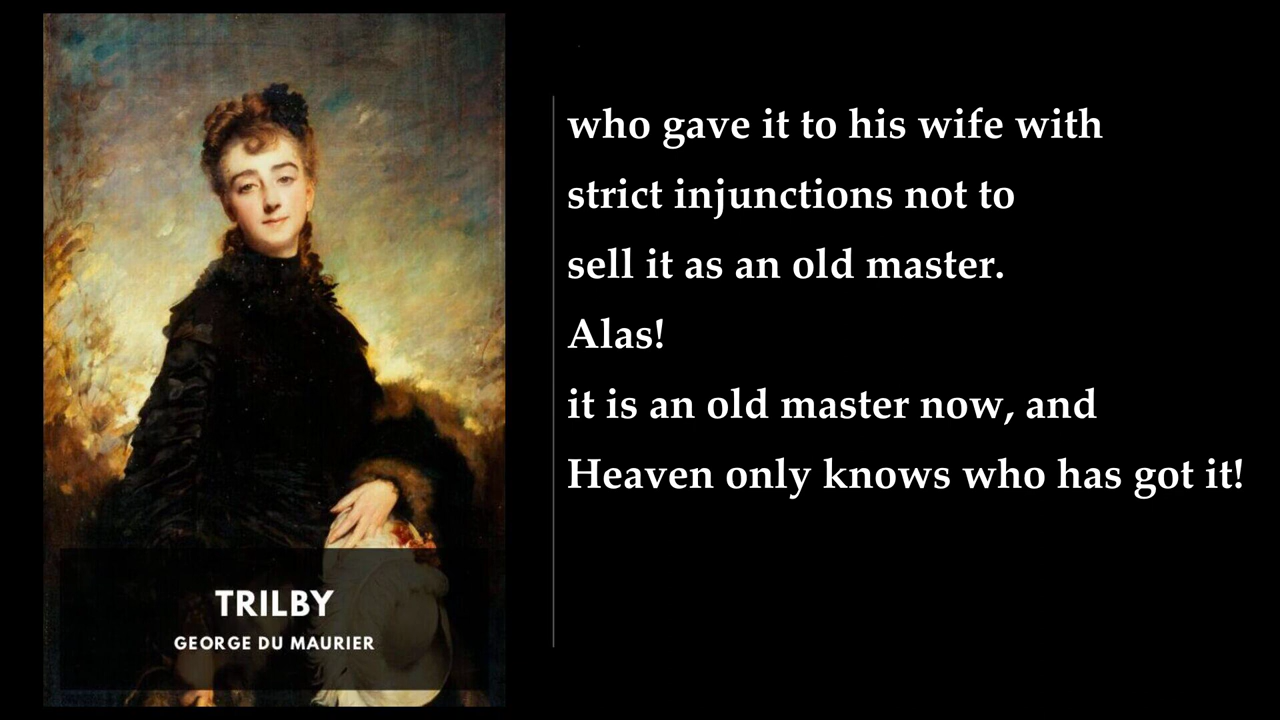 who gave it to his wife with
strict injunctions not to
sell it as an old master.
Alas!
it is an old master now, and
Heaven only knows who has got it!
TRILBY
GEORGE DU MAURIER